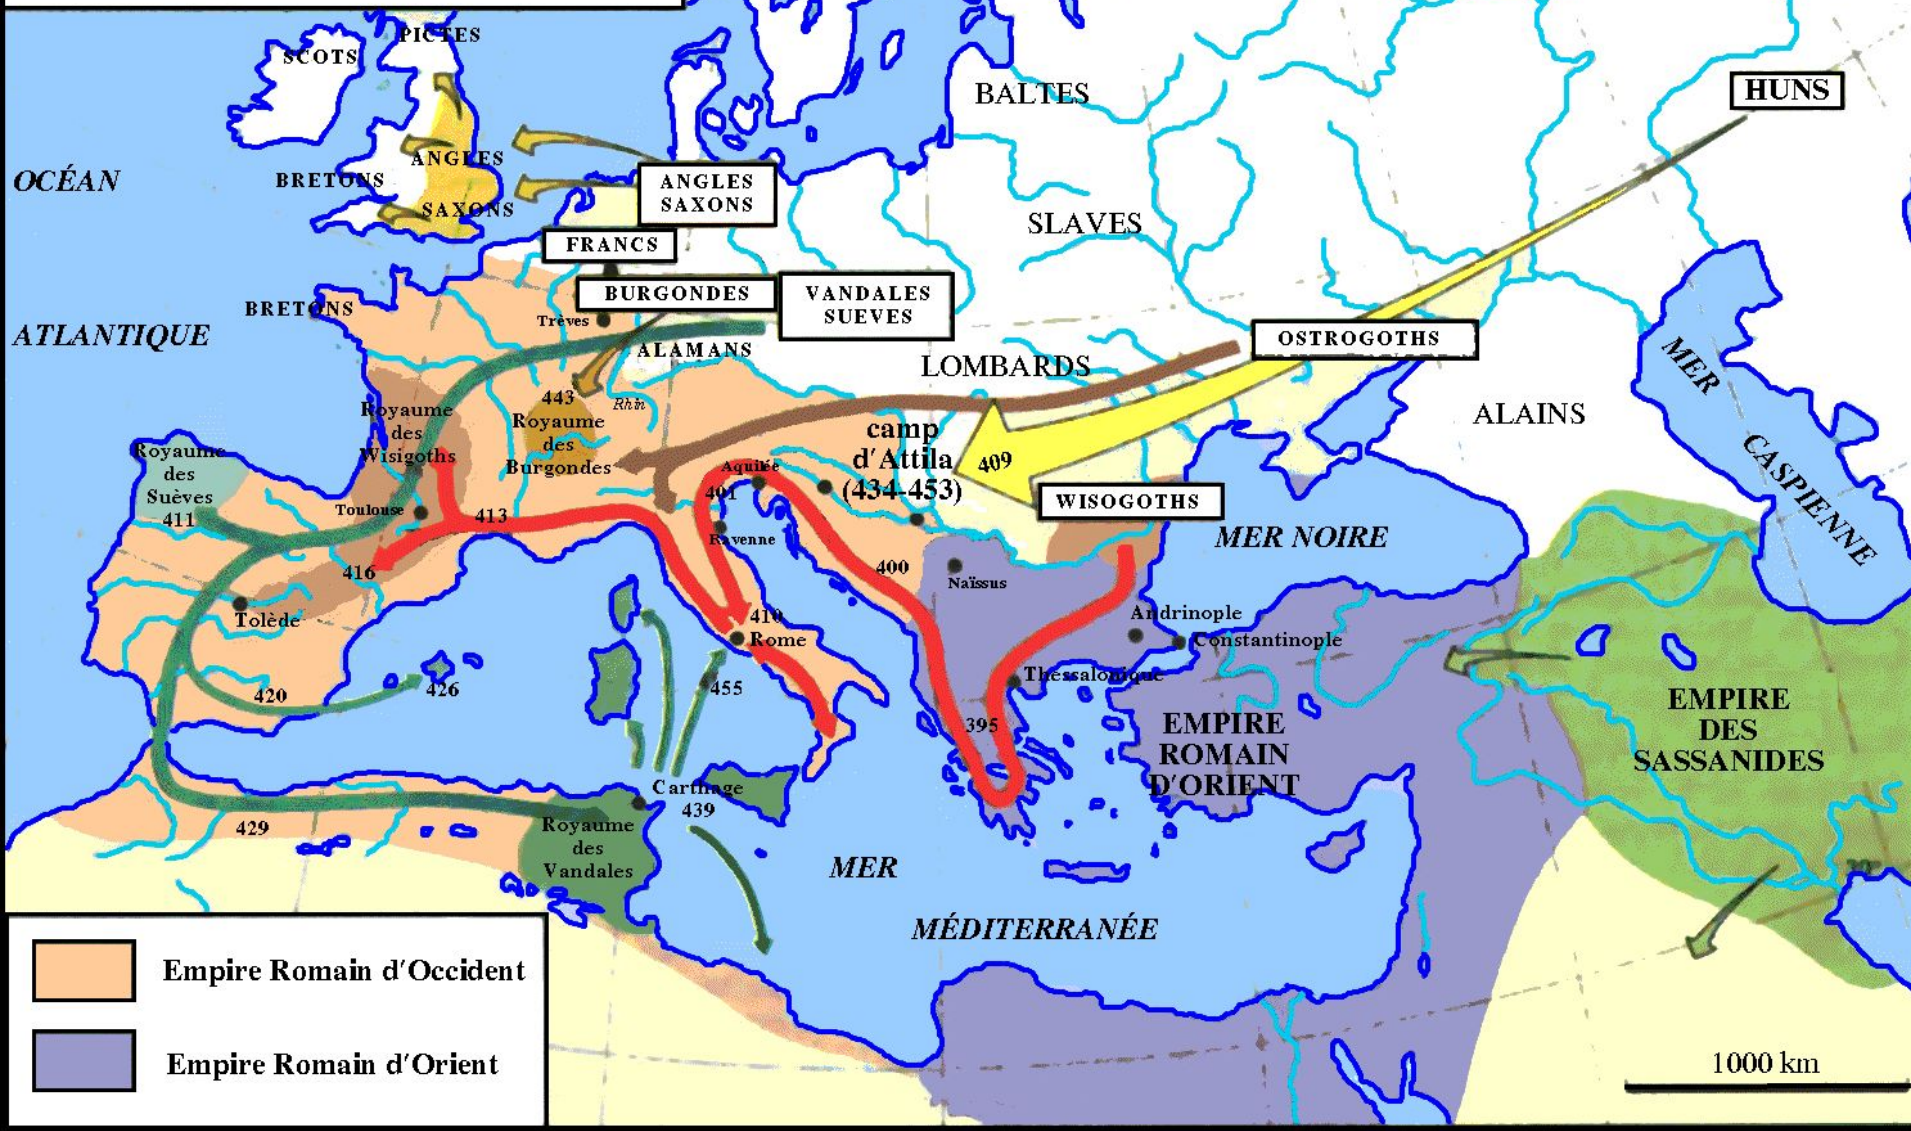 PICTES
SCOTS
BALTES
HUNS
ANGLES
BRETONS
SAXONS
OCÉAN
ANGLES
SAXONS
SLAVES
FRANCS
BURGONDES
VANDALES
SUEVES
BRETONS
Trèves
ATLANTIQUE
ALAMANS
OSTROGOTHS
LOMBARDS
MER
CASPIENNE
ALAINS
443
Rhin
Royaume
des
Burgondes
Royaume
des
Wisigoths
camp
d'Attila
(434-453)
409
Royaume
des
Suèves
411
Aquilée
401
WISOGOTHS
Toulouse
413
Ravenne
MER NOIRE
416
400
Naïssus
Tolède
410
Rome
Andrinople
Constantinople
Thessalonique
420
426
455
395
EMPIRE
ROMAIN
D'ORIENT
EMPIRE
DES
SASSANIDES
Carthage
439
429
Royaume
des
Vandales
MER
MÉDITERRANÉE
Empire Romain d'Occident
Empire Romain d'Orient
1000 km